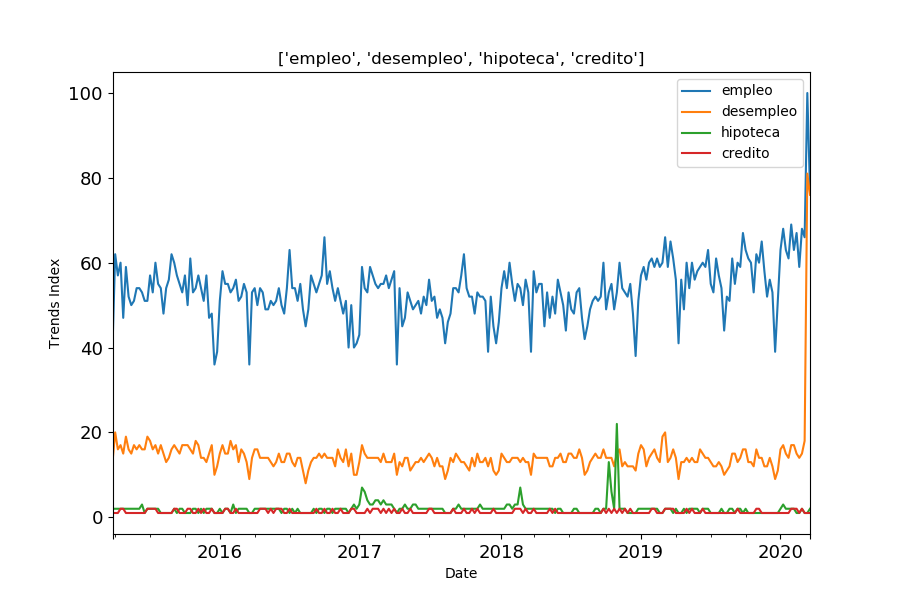 ['empleo', 'desempleo', 'hipoteca', 'credito']
empleo
desempleo
hipoteca
credito
100
80
60
40
20
0
Trends Index
2016 2017 2018 2019 2020
Date